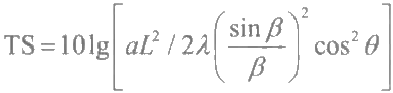 TS = 10lg[aL² / 2λ(sin β / β)² cos² θ]